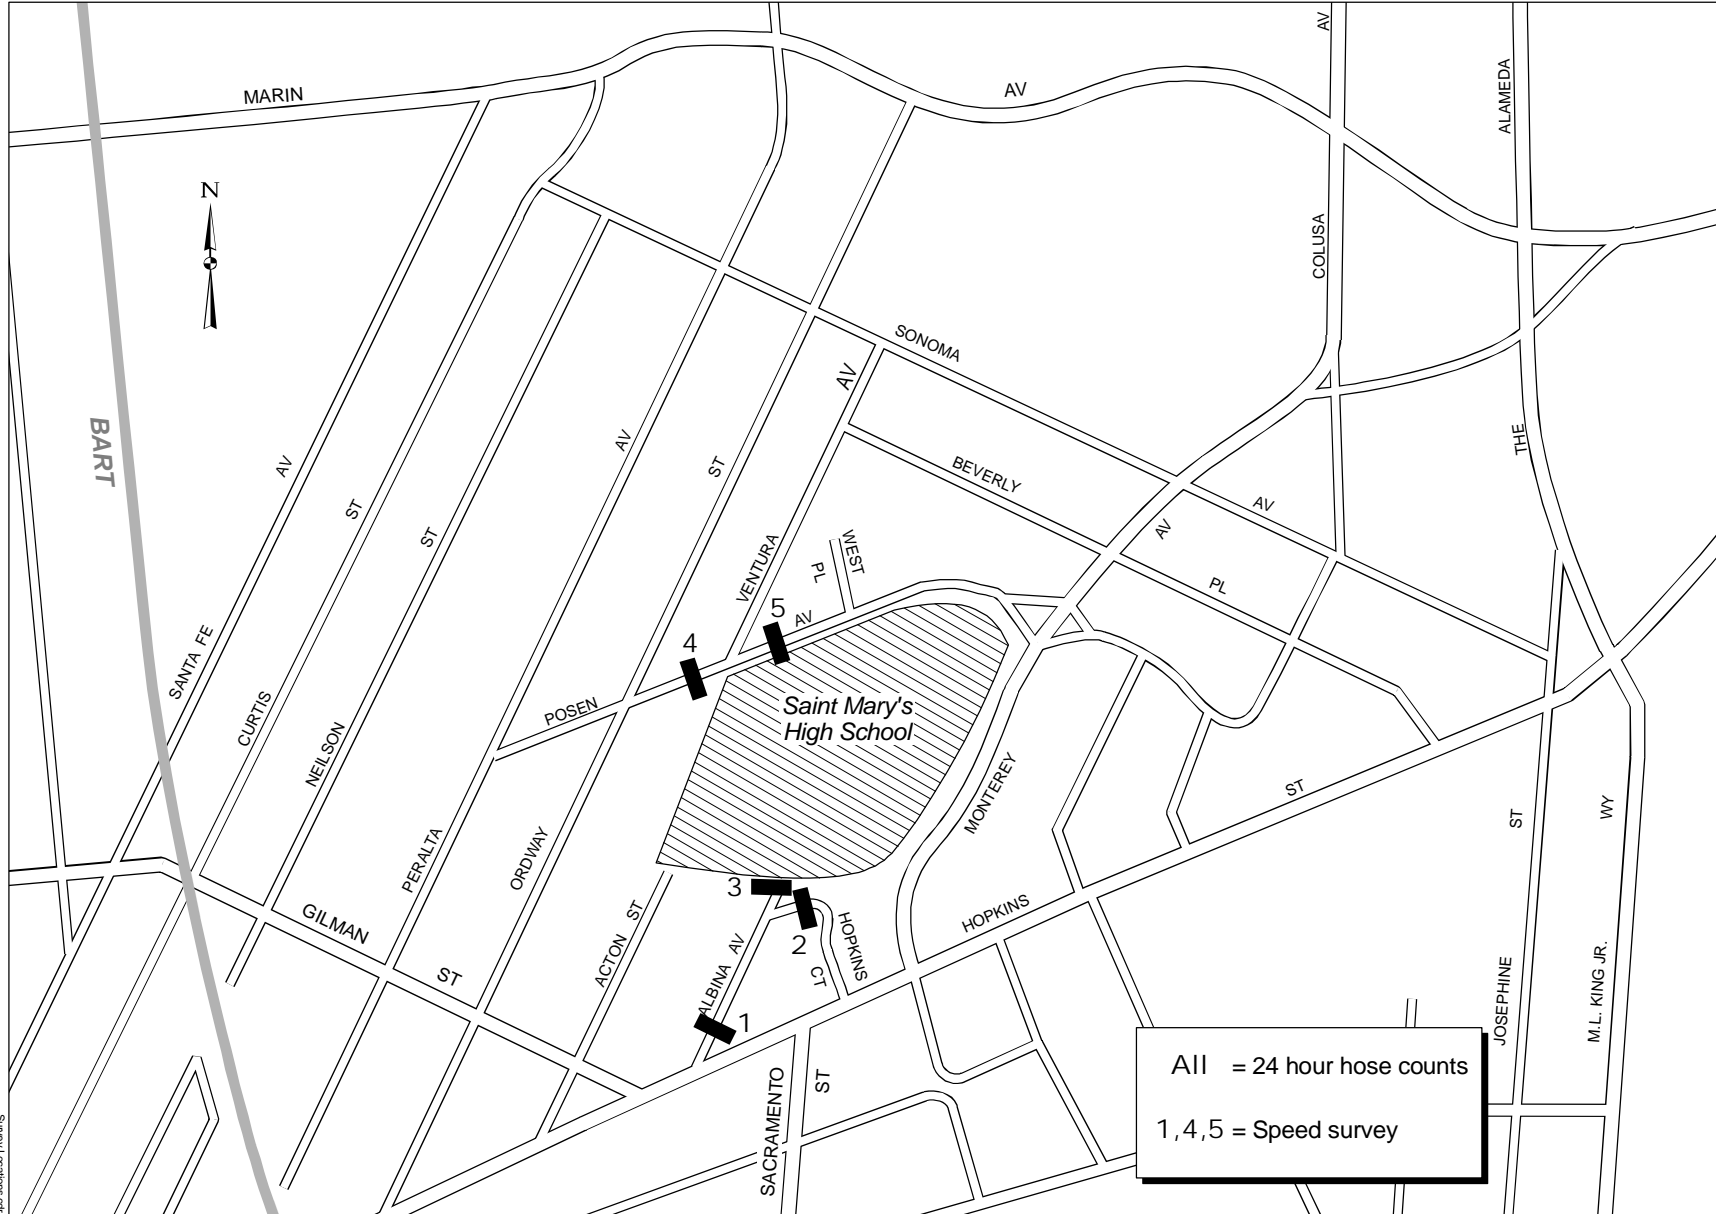 AV
MARIN
AV
ALAMEDA
N
COLUSA
SONOMA
AV
BART
AV
THE
AV
ST
BEVERLY
AV
ST
ST
ST
AV
WEST
PL
VENTURA
PL
5
AV
4
SANTA FE
CURTIS
POSEN
NEILSON
Saint Mary's
High School
MONTEREY
ST
ST
WY
PERALTA
ORDWAY
3
HOPKINS
GILMAN
ST
ACTON
ST
AV
ALBINA
2
HOPKINS
CT
1
JOSEPHINE
M.L. KING JR.
SACRAMENTO
ST
All = 24 hour hose counts
1,4,5 = Speed survey